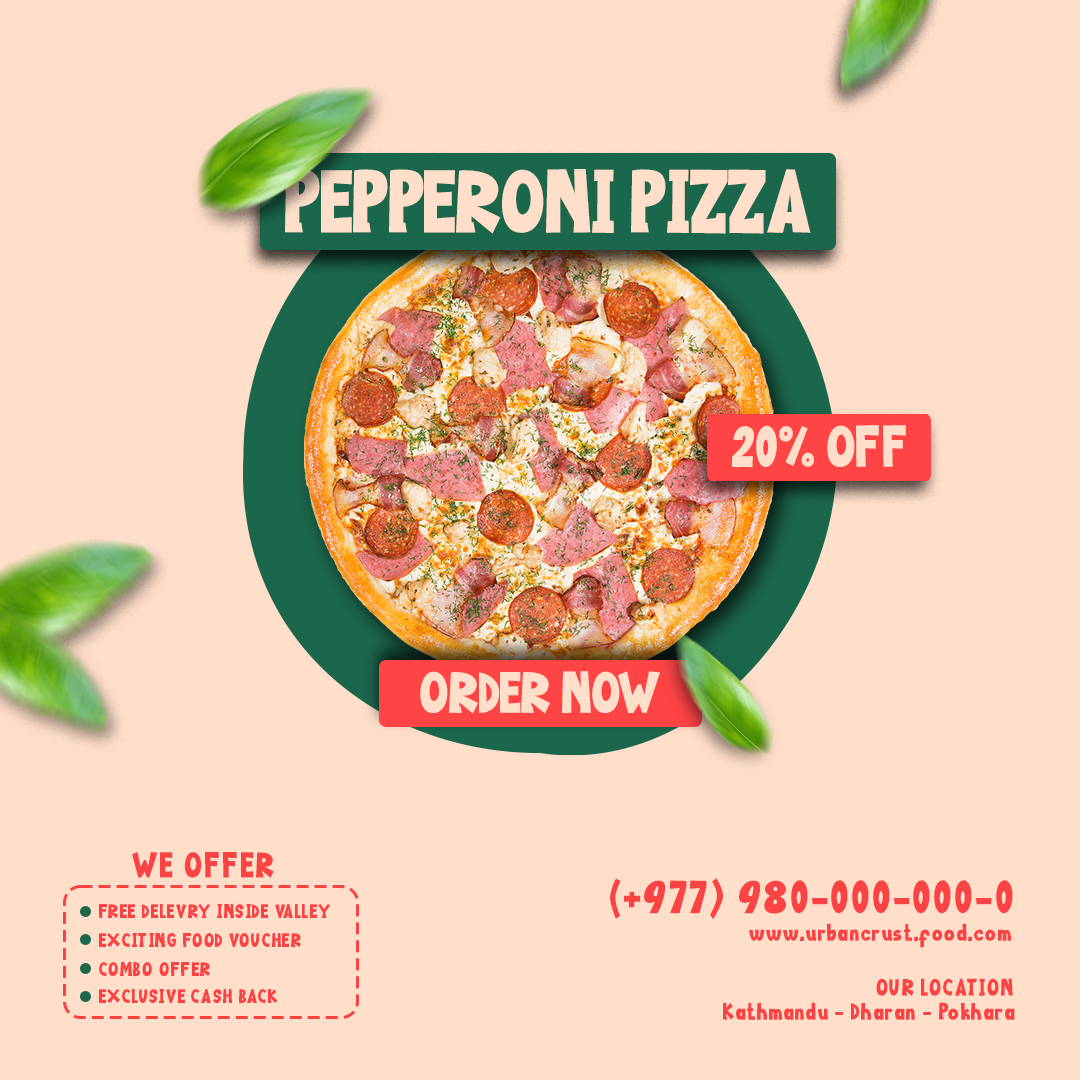 PEPPERONI PIZZA
20% OFF
ORDER NOW
WE OFFER
FREE DELEVRY INSIDE VALLEY
EXCITING FOOD VOUCHER
COMBO OFFER
EXCLUSIVE CASH BACK
(+977) 980-000-000-0
www.urbancrust.food.com
OUR LOCATION
Kathmandu - Dharan - Pokhara